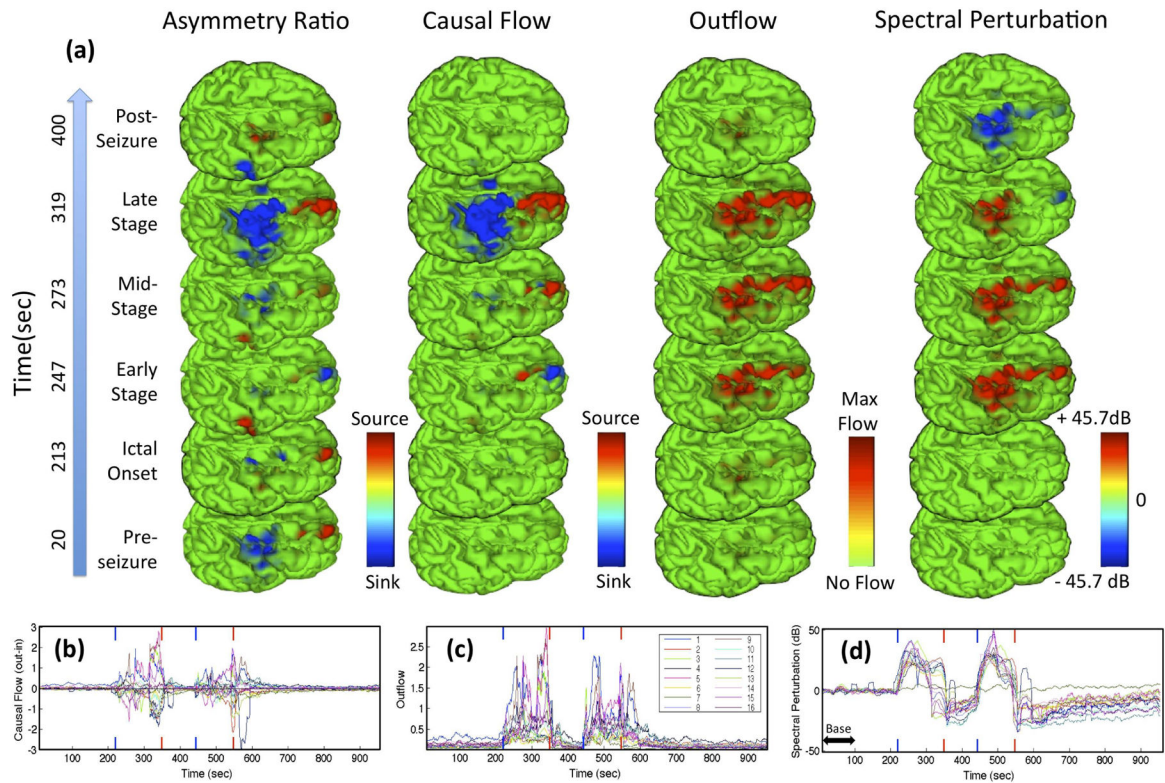 Asymmetry Ratio
Causal Flow
Outflow
Spectral Perturbation
(a)
Time(sec)
400
Post-
Seizure
319
Late
Stage
273
Mid-
Stage
247
Early
Stage
213
Ictal
Onset
20
Pre-
seizure
Source
Sink
Source
Sink
Max
Flow
No Flow
+ 45.7dB
0
- 45.7 dB
(b)
Causal Flow (out-in)
3
2
1
0
-1
-2
-3
100 200 300 400 500 600 700 800 900
Time (sec)
(c)
Outflow
2.5
2
1.5
1
.5
1 9
2 10
3 11
4 12
5 13
6 14
7 15
8 16
100 200 300 400 500 600 700 800 900
Time (sec)
(d)
Spectral Perturbation (dB)
50
0
-50
Base
100 200 300 400 500 600 700 800 900
Time (sec)